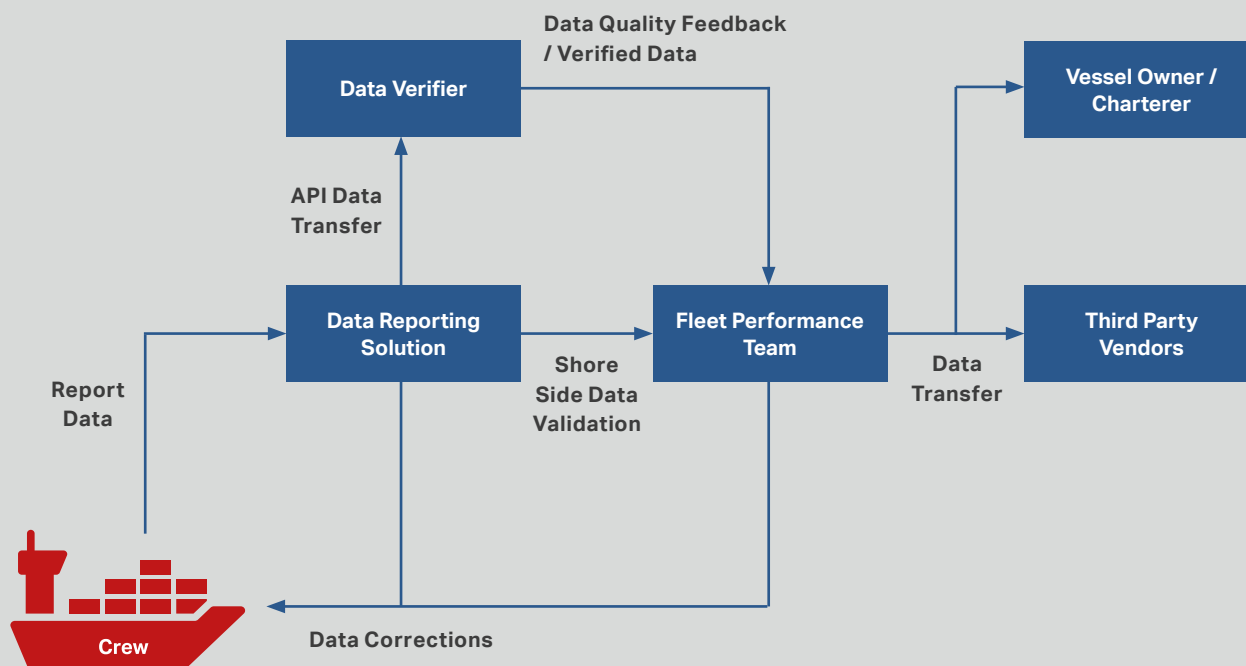 Data Quality Feedback
/ Verified Data
Data Verifier
Vessel Owner /
Charterer
API Data
Transfer
Data Reporting
Solution
Fleet Performance
Team
Third Party
Vendors
Shore
Side Data
Validation
Data
Transfer
Report
Data
Crew
Data Corrections